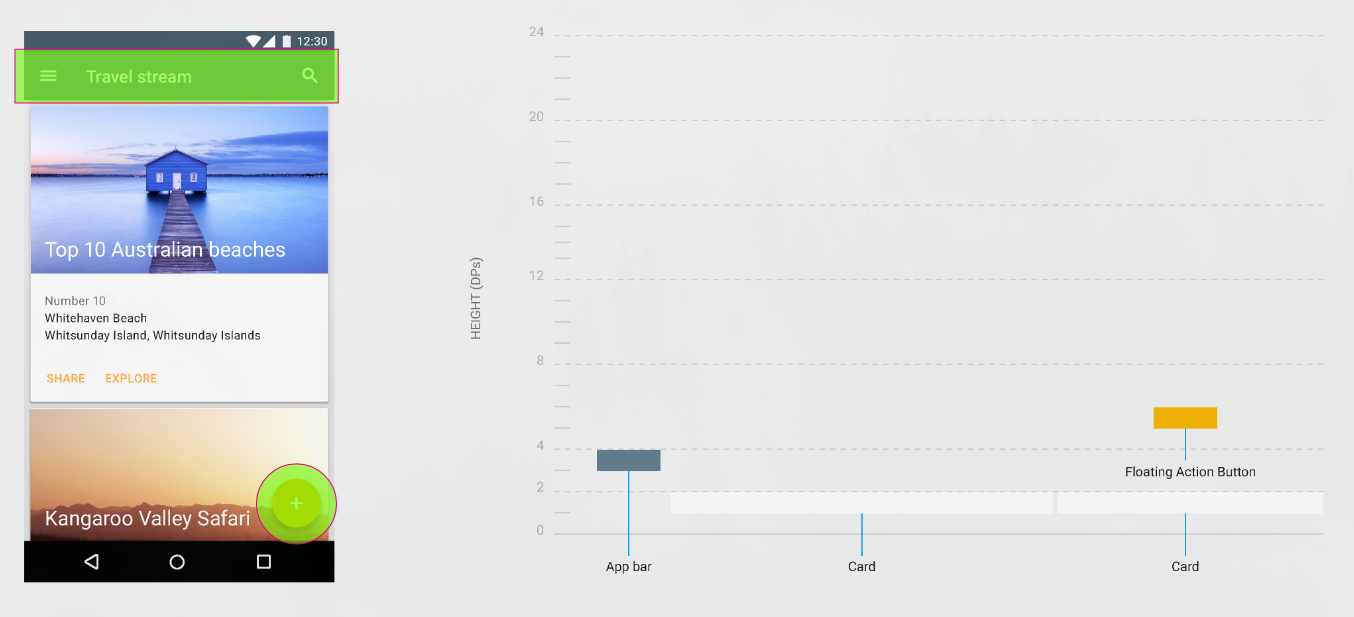 12:30
Travel stream
Top 10 Australian beaches
Number 10
Whitehaven Beach
Whitsunday Island, Whitsunday Islands
SHARE EXPLORE
Kangaroo Valley Safari
+
HEIGHT (DPs)
24
20
16
12
8
4
2
0
Floating Action Button
App bar
Card
Card